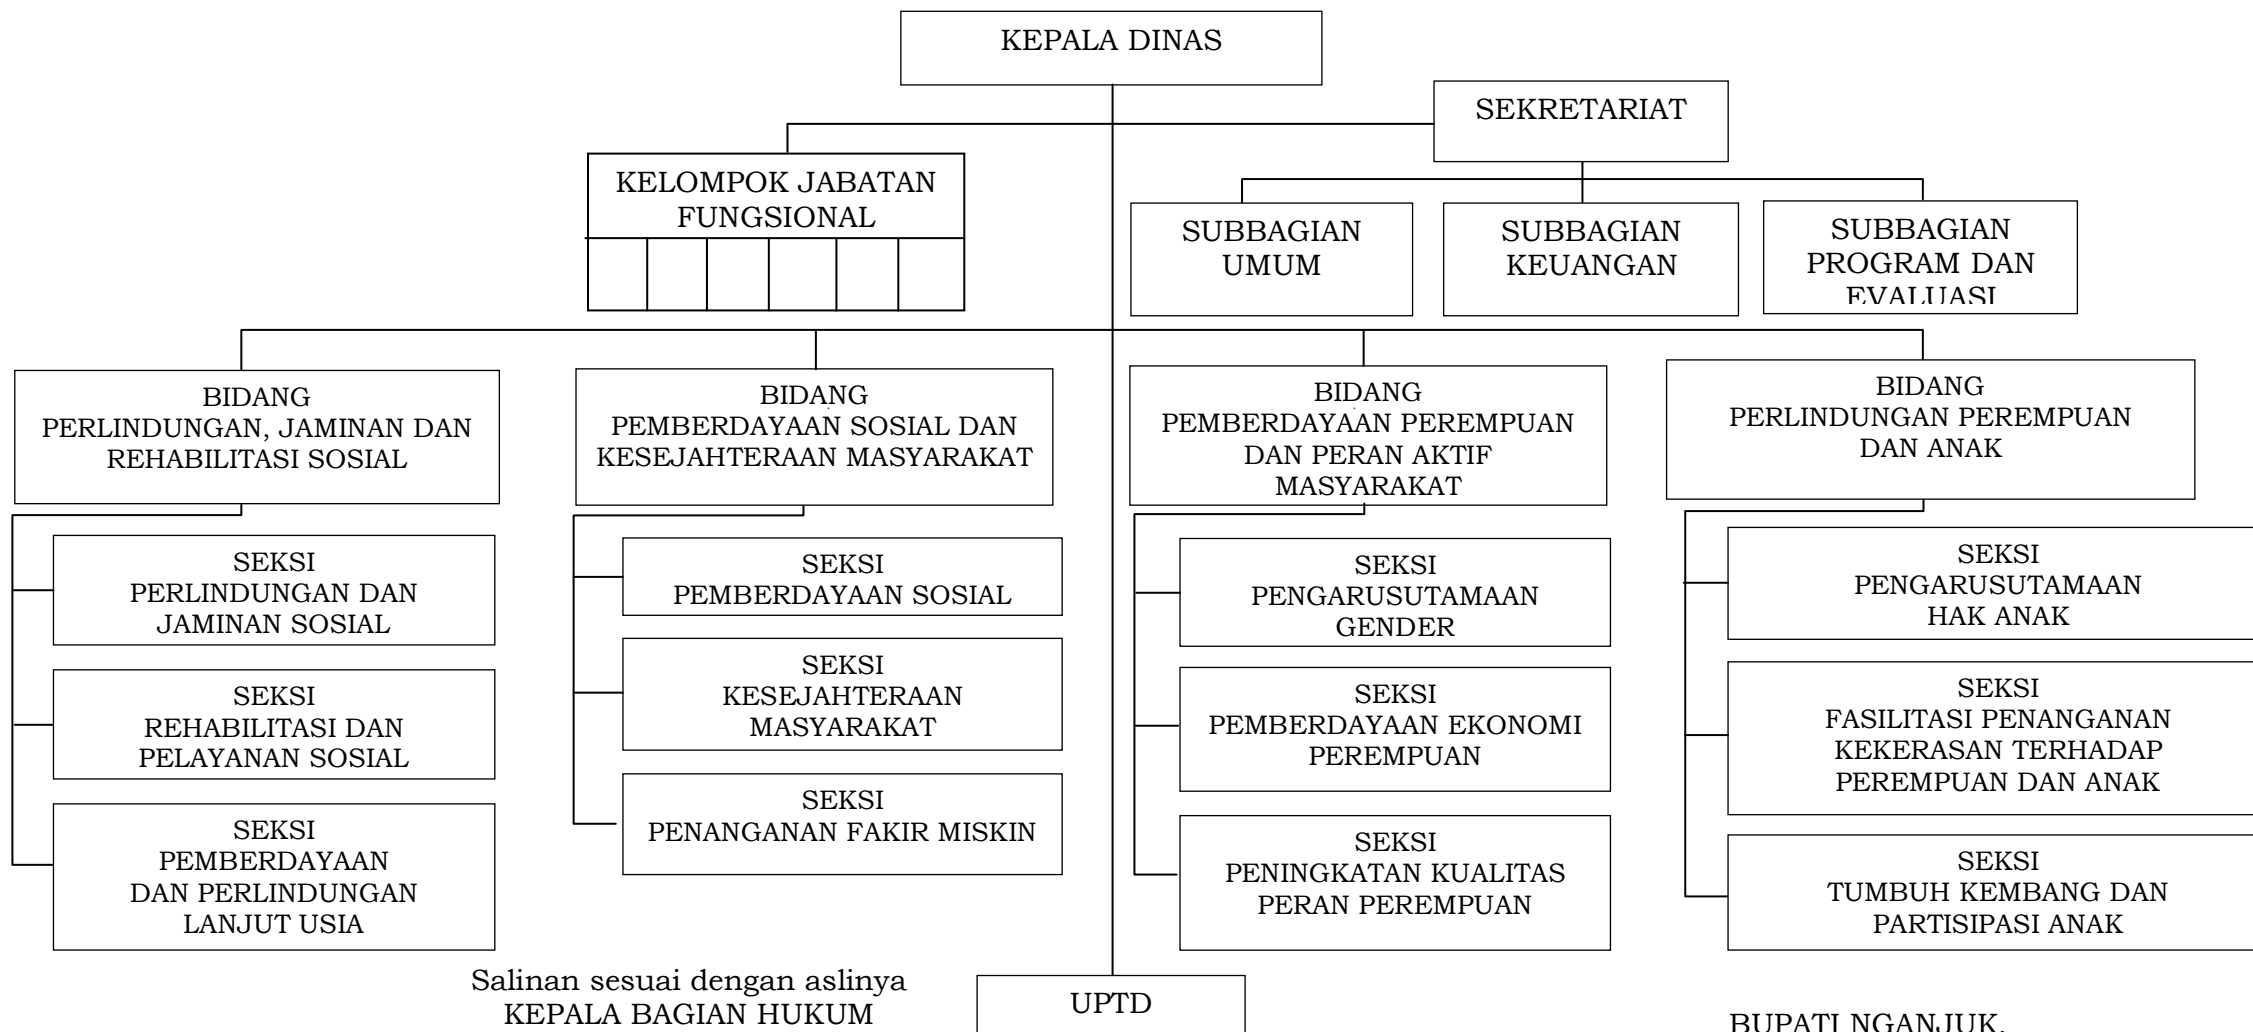 KEPALA DINAS
SEKRETARIAT
KELOMPOK JABATAN
FUNGSIONAL
SUBBAGIAN
UMUM
SUBBAGIAN
KEUANGAN
SUBBAGIAN
PROGRAM DAN
EVALUASI
BIDANG
PERLINDUNGAN, JAMINAN DAN
REHABILITASI SOSIAL
BIDANG
PEMBERDAYAAN SOSIAL DAN
KESEJAHTERAAN MASYARAKAT
BIDANG
PEMBERDAYAAN PEREMPUAN
DAN PERAN AKTIF
MASYARAKAT
BIDANG
PERLINDUNGAN PEREMPUAN
DAN ANAK
SEKSI
PERLINDUNGAN DAN
JAMINAN SOSIAL
SEKSI
REHABILITASI DAN
PELAYANAN SOSIAL
SEKSI
PEMBERDAYAAN
DAN PERLINDUNGAN
LANJUT USIA
SEKSI
PEMBERDAYAAN SOSIAL
SEKSI
KESEJAHTERAAN
MASYARAKAT
SEKSI
PENANGANAN FAKIR MISKIN
SEKSI
PENGARUSUTAMAAN
GENDER
SEKSI
PEMBERDAYAAN EKONOMI
PEREMPUAN
SEKSI
PENINGKATAN KUALITAS
PERAN PEREMPUAN
SEKSI
PENGARUSUTAMAAN
HAK ANAK
SEKSI
FASILITASI PENANGANAN
KEKERASAN TERHADAP
PEREMPUAN DAN ANAK
SEKSI
TUMBUH KEMBANG DAN
PARTISIPASI ANAK
Salinan sesuai dengan aslinya
KEPALA BAGIAN HUKUM
UPTD
BUPATI NGANJUK,